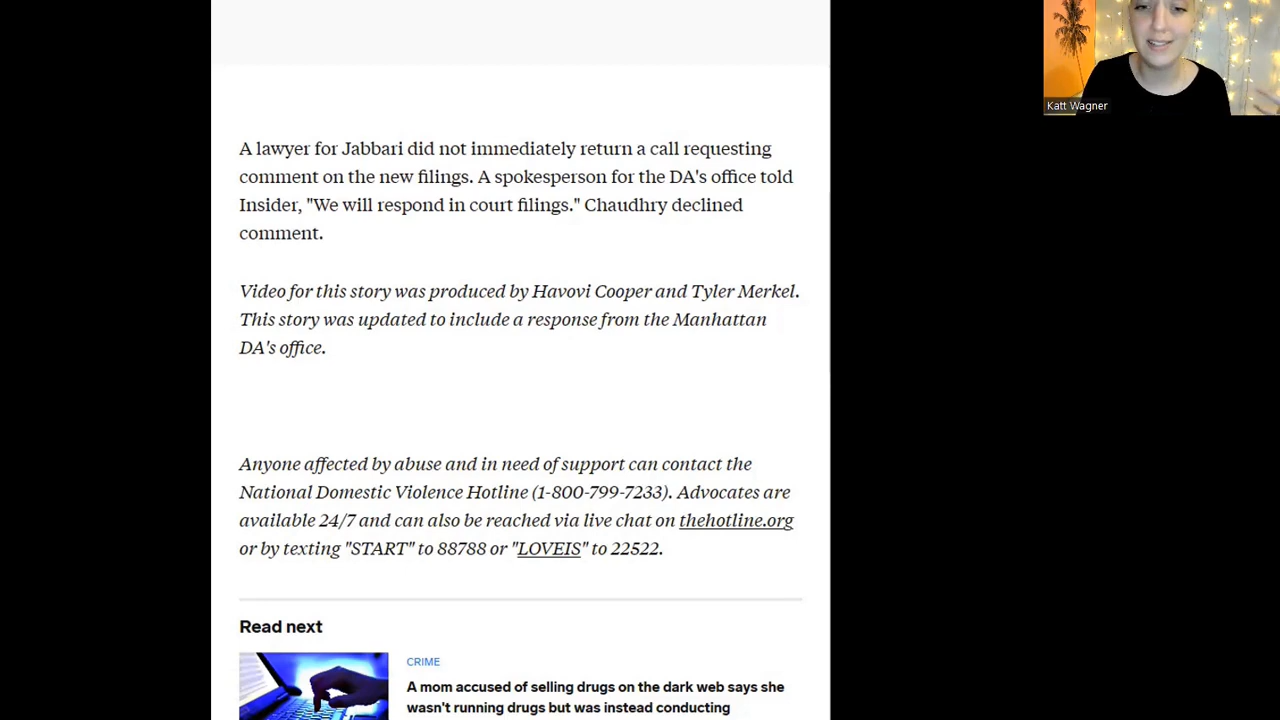 Katt Wagner
A lawyer for Jabbari did not immediately return a call requesting
comment on the new filings. A spokesperson for the DA's office told
Insider, "We will respond in court filings." Chaudhry declined
comment.
Video for this story was produced by Havovi Cooper and Tyler Merkel.
This story was updated to include a response from the Manhattan
DA's office.
Anyone affected by abuse and in need of support can contact the
National Domestic Violence Hotline (1-800-799-7233). Advocates are
available 24/7 and can also be reached via live chat on thehotline.org
or by texting "START" to 88788 or "LOVEIS" to 22522.
Read next
CRIME
A mom accused of selling drugs on the dark web says she
wasn't running drugs but was instead conducting